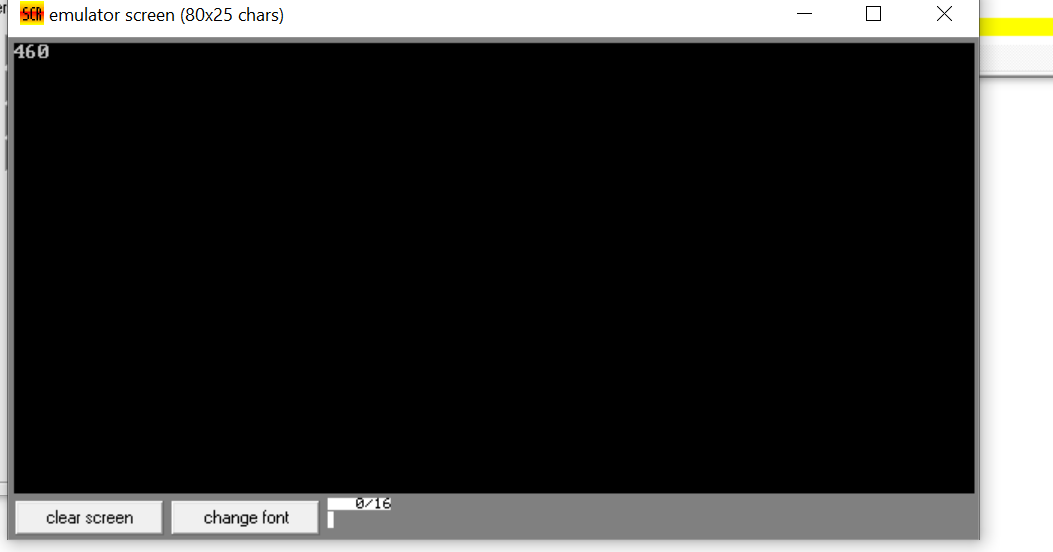 SCR emulator screen (80x25 chars)
460
clear screen
change font
0/16